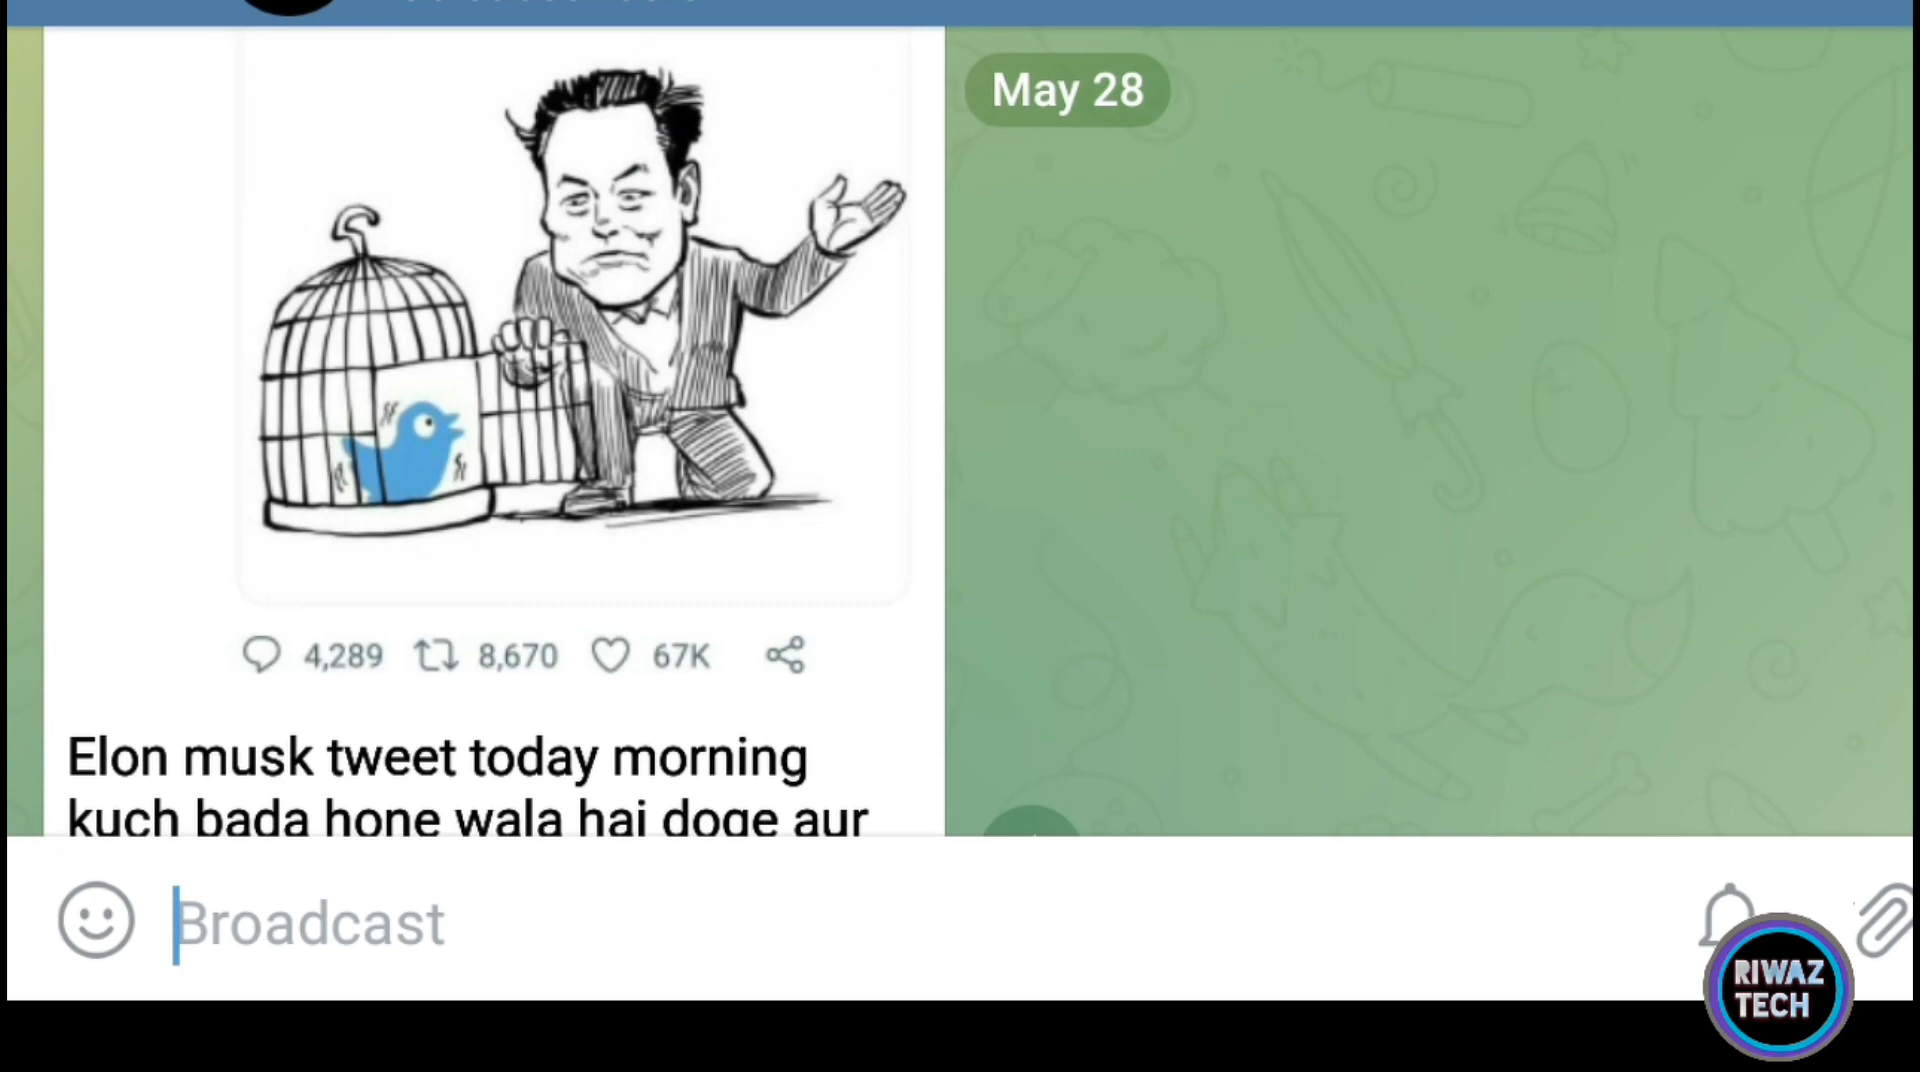 May 28
4,289 8,670 67K
Elon musk tweet today morning
kuch bada hone wala hai doge aur
Broadcast
RIWAZ
TECH